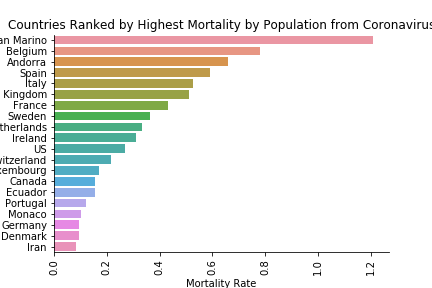 Countries Ranked by Highest Mortality by Population from Coronavirus
an Marino
Belgium
Andorra
Spain
Italy
Kingdom
France
Sweden
therlands
Ireland
US
witzerland
xembourg
Canada
Ecuador
Portugal
Monaco
Germany
Denmark
Iran
0.0 0.2 0.4 0.6 0.8 1.0 1.2
Mortality Rate